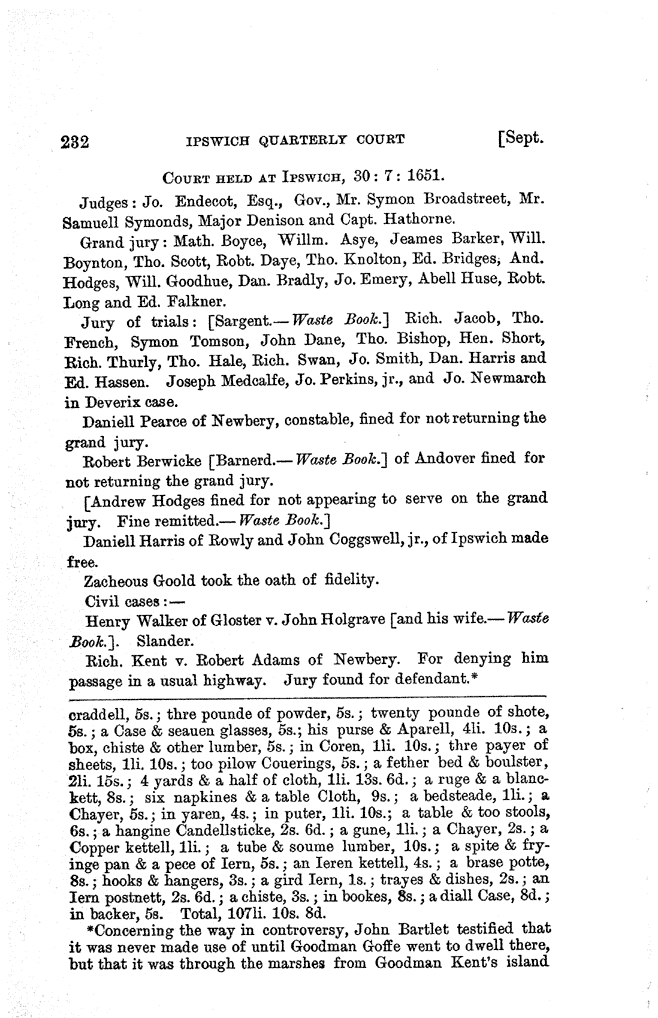 232 IPSWICH QUARTERLY COURT [Sept.
COURT HELD AT IPSWICH, 30 : 7 : 1651.
Judges : Jo. Endecot, Esq., Gov., Mr. Symon Broadstreet, Mr.
Samuell Symonds, Major Denison and Capt. Hathorne.
Grand jury : Math. Boyce, Willm. Asye, Jeames Barker, Will.
Boynton, Tho. Scott, Robt. Daye, Tho. Knolton, Ed. Bridges, And.
Hodges, Will. Goodhue, Dan. Bradly, Jo. Emery, Abell Huse, Robt.
Long and Ed. Falkner.
Jury of trials : [Sargent.—Waste Book.] Rich. Jacob, Tho.
French, Symon Tomson, John Dane, Tho. Bishop, Hen. Short,
Rich. Thurly, Tho. Hale, Rich. Swan, Jo. Smith, Dan. Harris and
Ed. Hassen. Joseph Medcalfe, Jo. Perkins, jr., and Jo. Newmarch
in Deverix case.
Daniell Pearce of Newbery, constable, fined for not returning the
grand jury.
Robert Berwicke [Barnerd.—Waste Book.] of Andover fined for
not returning the grand jury.
[Andrew Hodges fined for not appearing to serve on the grand
jury. Fine remitted.—Waste Book.]
Daniell Harris of Rowly and John Coggswell, jr., of Ipswich made
free.
Zacheous Goold took the oath of fidelity.
Civil cases :—
Henry Walker of Gloster v. John Holgrave [and his wife.—Waste
Book.]. Slander.
Rich. Kent v. Robert Adams of Newbery. For denying him
passage in a usual highway. Jury found for defendant.*
craddell, 5s. ; thre pounde of powder, 5s. ; twenty pounde of shote,
5s. ; a Case & seauen glasses, 5s.; his purse & Aparell, 4li. 10s. ; a
box, chiste & other lumber, 5s. ; in Coren, 1li. 10s. ; thre payer of
sheets, 1li. 10s. ; too pilow Couerings, 5s. ; a fether bed & boulster,
2li. 15s. ; 4 yards & a half of cloth, 1li. 13s. 6d. ; a ruge & a blanc-
kett, 8s. ; six napkines & a table Cloth, 9s. ; a bedsteade, 1li. ; a
Chayer, 5s. ; in yaren, 4s. ; in puter, 1li. 10s.; a table & too stools,
6s. ; a hangine Candellsticke, 2s. 6d. ; a gune, 1li. ; a Chayer, 2s. ; a
Copper kettell, 1li. ; a tube & soume lumber, 10s. ; a spite & fry-
inge pan & a pece of Iern, 5s. ; an Ieren kettell, 4s. ; a brase potte,
8s. ; hooks & hangers, 3s. ; a gird Iern, 1s. ; trayes & dishes, 2s. ; an
Iern postnett, 2s. 6d. ; a chiste, 3s. ; in bookes, 8s. ; a diall Case, 8d. ;
in backer, 5s. Total, 107li. 10s. 8d.
*Concerning the way in controversy, John Bartlet testified that
it was never made use of until Goodman Goffe went to dwell there,
but that it was through the marshes from Goodman Kent's island